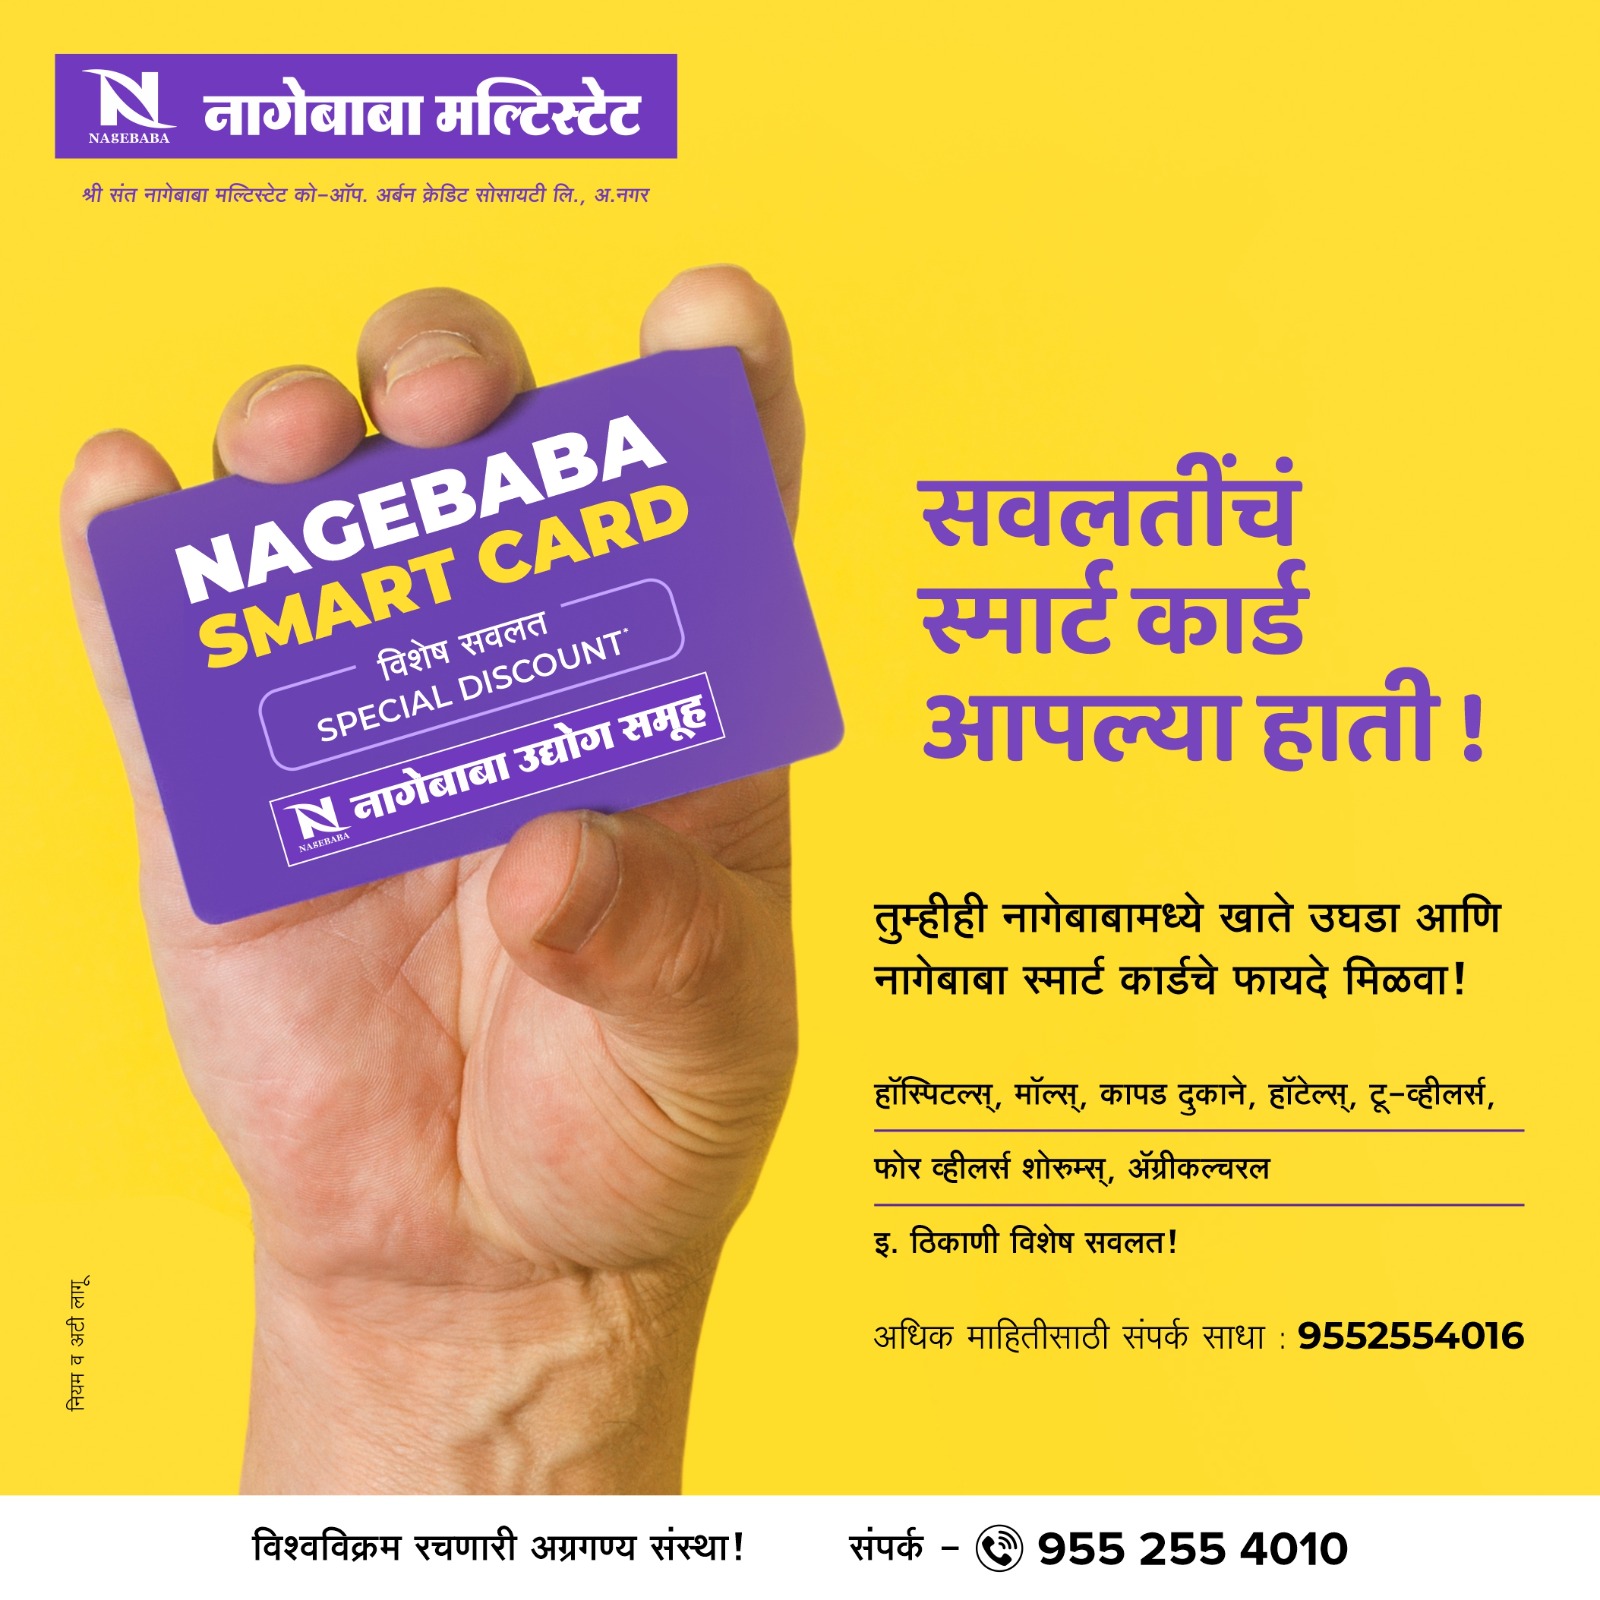 NAGEBABA
नागेबाबा मल्टिस्टेट
श्री संत नागेबाबा मल्टिस्टेट को-ऑप. अर्बन क्रेडिट सोसायटी लि., अ.नगर
NAGEBABA
SMART CARD
विशेष सवलत
SPECIAL DISCOUNT*
NAGEBABA
नागेबाबा उद्योग समूह
सवलतींचं
स्मार्ट कार्ड
आपल्या हाती !
तुम्हीही नागेबाबामध्ये खाते उघडा आणि
नागेबाबा स्मार्ट कार्डचे फायदे मिळवा!
हॉस्पिटल्स्, मॉल्स्, कापड दुकाने, हॉटेल्स्, टू-व्हीलर्स,
फोर व्हीलर्स शोरुम्स्, ॲग्रीकल्चरल
इ. ठिकाणी विशेष सवलत!
अधिक माहितीसाठी संपर्क साधा : 9552554016
नियम व अटी लागू
विश्वविक्रम रचणारी अग्रगण्य संस्था!
संपर्क - 955 255 4010